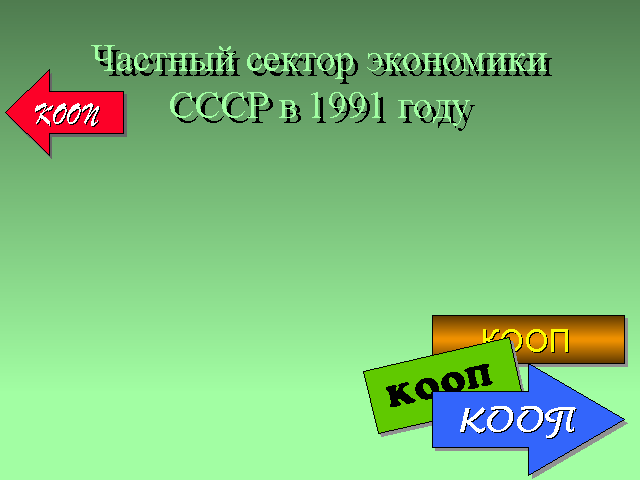 Частный сектор экономики
СССР в 1991 году
КООП
КООП
кооп
КООП